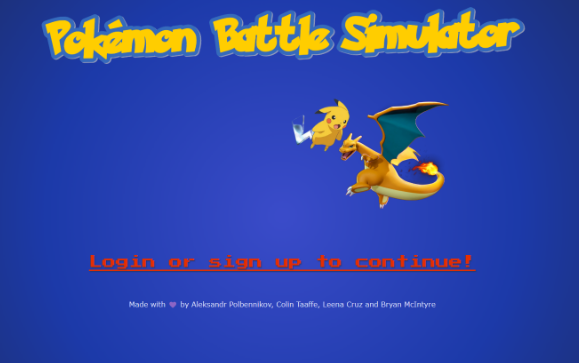 Pokémon Battle Simulator
Login or sign up to continue!
Made with ❤ by Aleksandr Polbennikov, Colin Taaffe, Leena Cruz and Bryan McIntyre